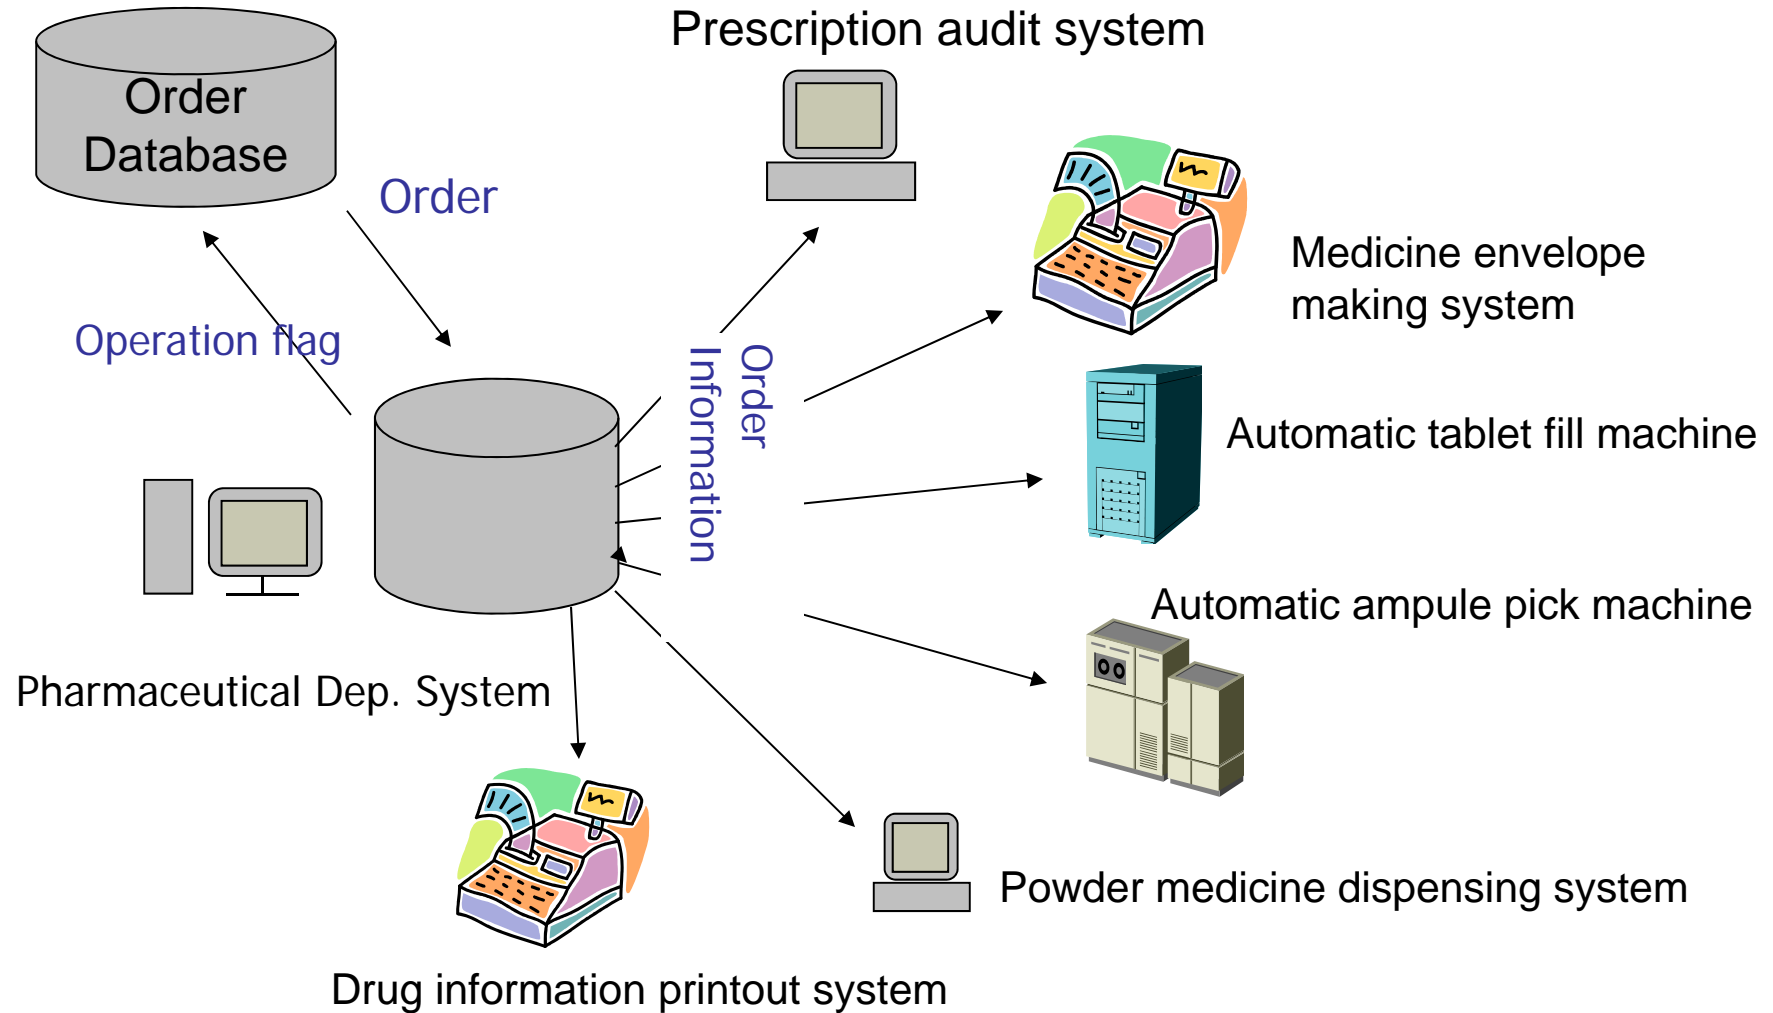 Prescription audit system
Order
Database
Order
Operation flag
Order
Information
Medicine envelope
making system
Automatic tablet fill machine
Automatic ampule pick machine
Pharmaceutical Dep. System
Powder medicine dispensing system
Drug information printout system